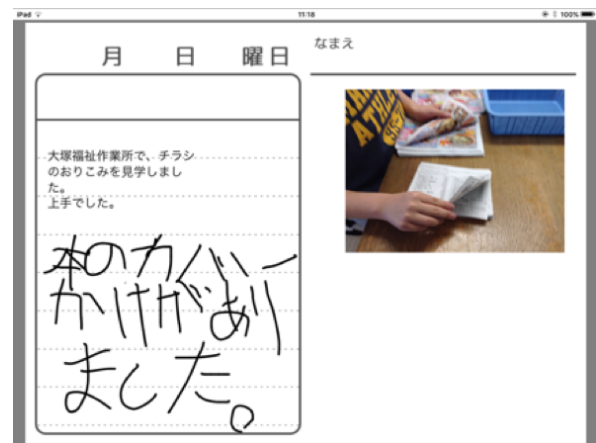 iPad
11:18
100%
月 日 曜日
なまえ
大塚福祉作業所で、チラシ
のおりこみを見学しまし
た。
上手でした。
本のカバー
かけがあり
ました。
ATHL